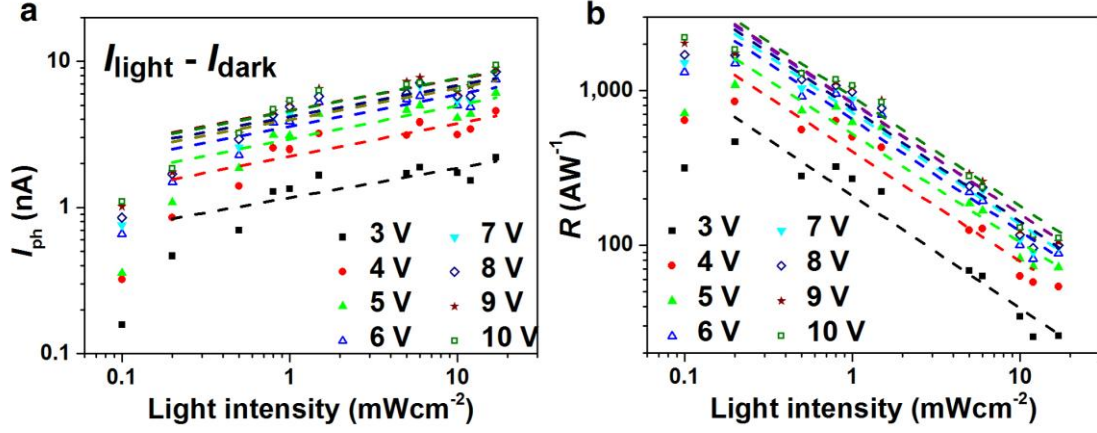 a
I_light - I_dark
10
1
0.1
I_ph (nA)
3 V
4 V
5 V
6 V
7 V
8 V
9 V
10 V
0.1
1
10
Light intensity (mWcm⁻²)
b
1,000
100
R (AW⁻¹)
3 V
4 V
5 V
6 V
7 V
8 V
9 V
10 V
0.1
1
10
Light intensity (mWcm⁻²)